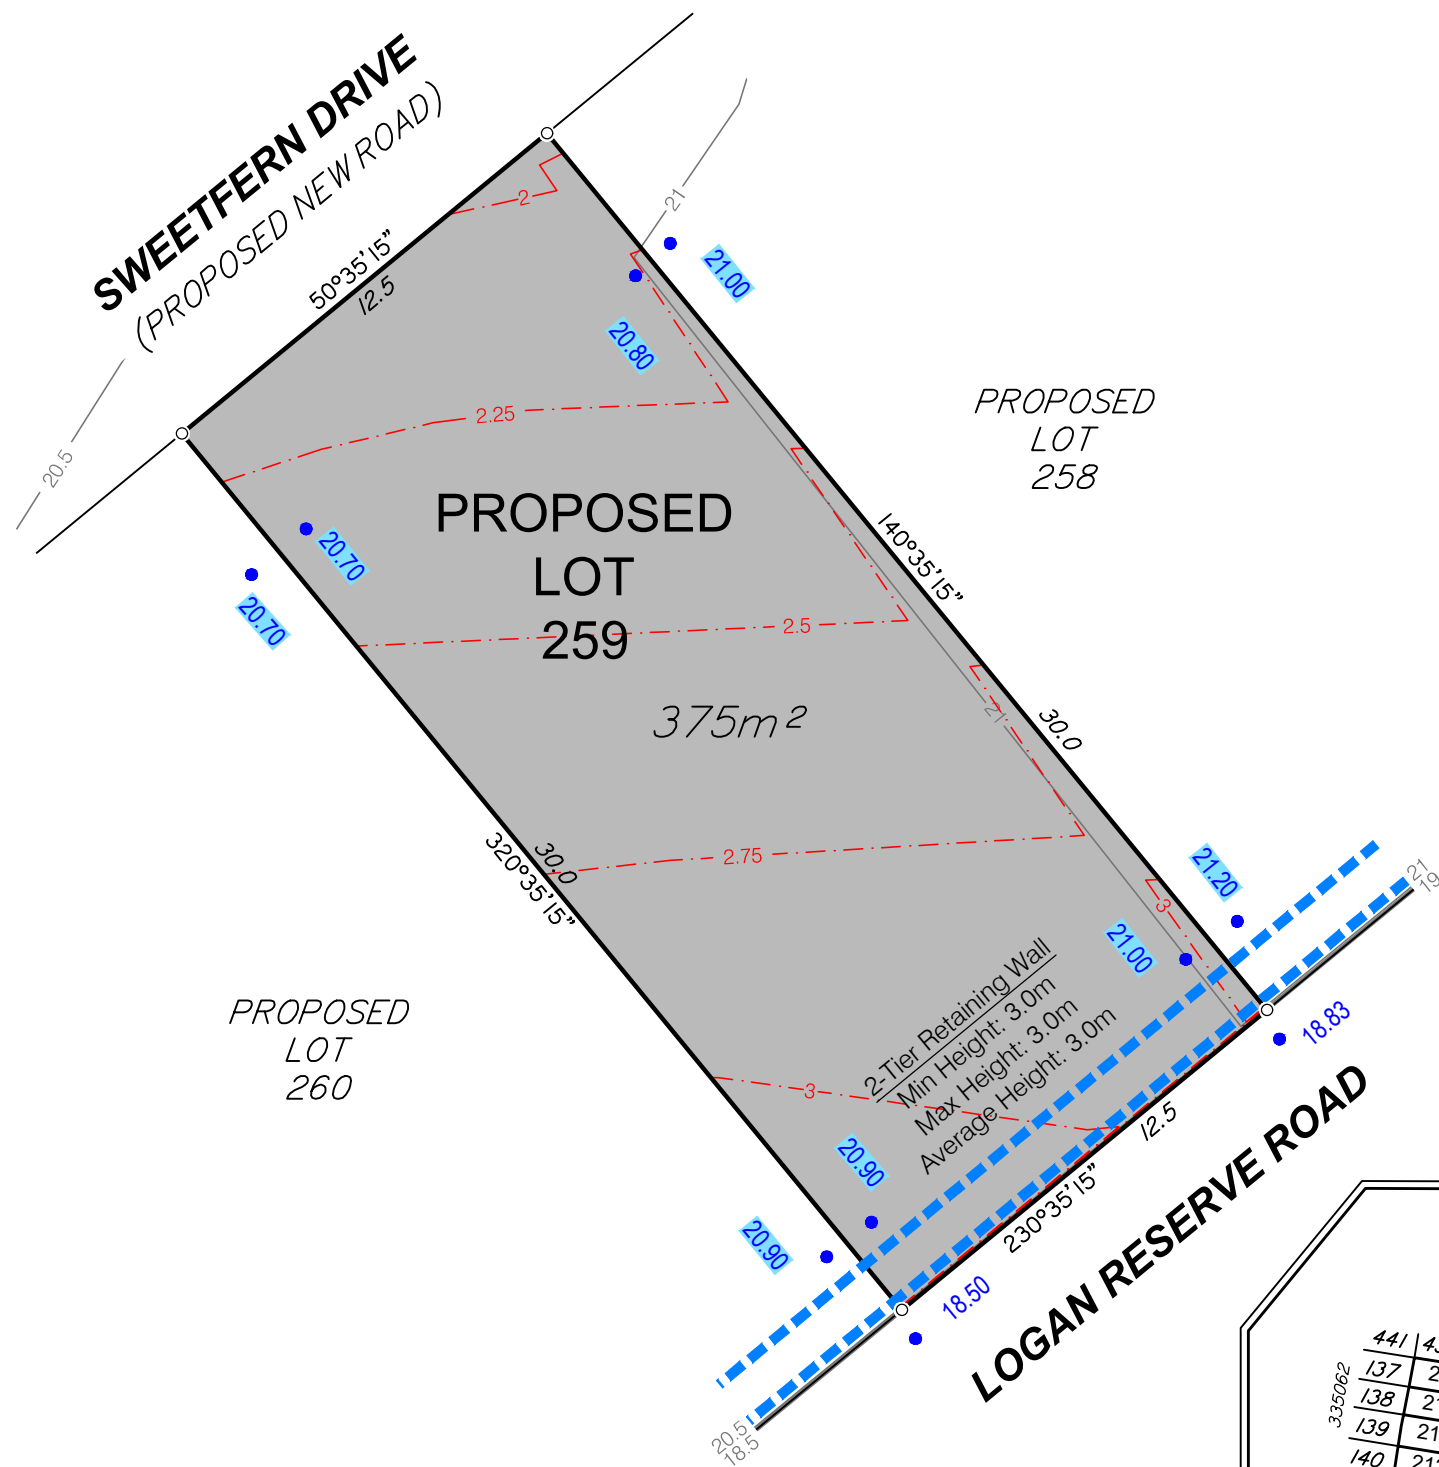 SWEETFERN DRIVE
(PROPOSED NEW ROAD)
50°35'15"
12.5
2
21
21.00
20.80
20.5
2.25
20.70
20.70
PROPOSED
LOT
259
375m²
PROPOSED
LOT
258
140°35'15"
30.0
2.5
21
2.75
30.0
320°35'15"
3
21.20
21.00
21
19
18.83
PROPOSED
LOT
260
2-Tier Retaining Wall
Min Height: 3.0m
Max Height: 3.0m
Average Height: 3.0m
3
20.90
20.90
12.5
230°35'15"
18.50
LOGAN RESERVE ROAD
20.5
18.5
335062
441
137
138
139
140